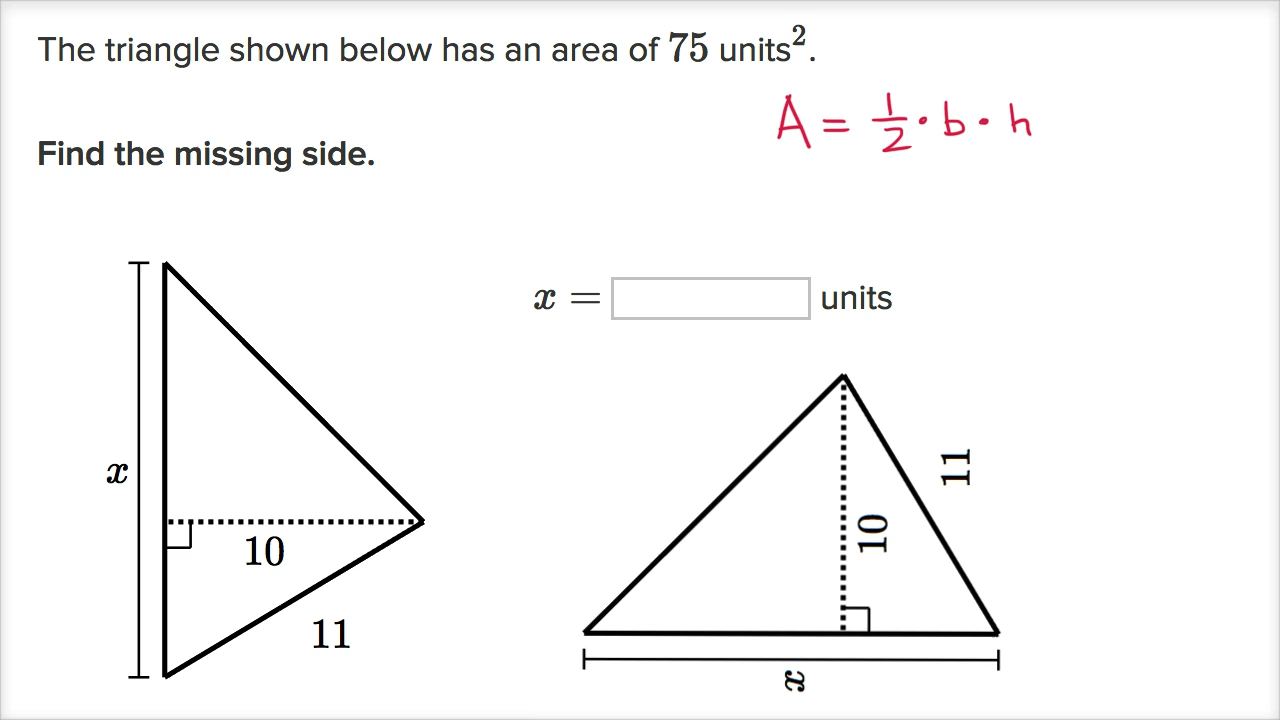 The triangle shown below has an area of 75 units².
A = 1/2 · b · h
Find the missing side.
x = units
x
10
11
11
10
x